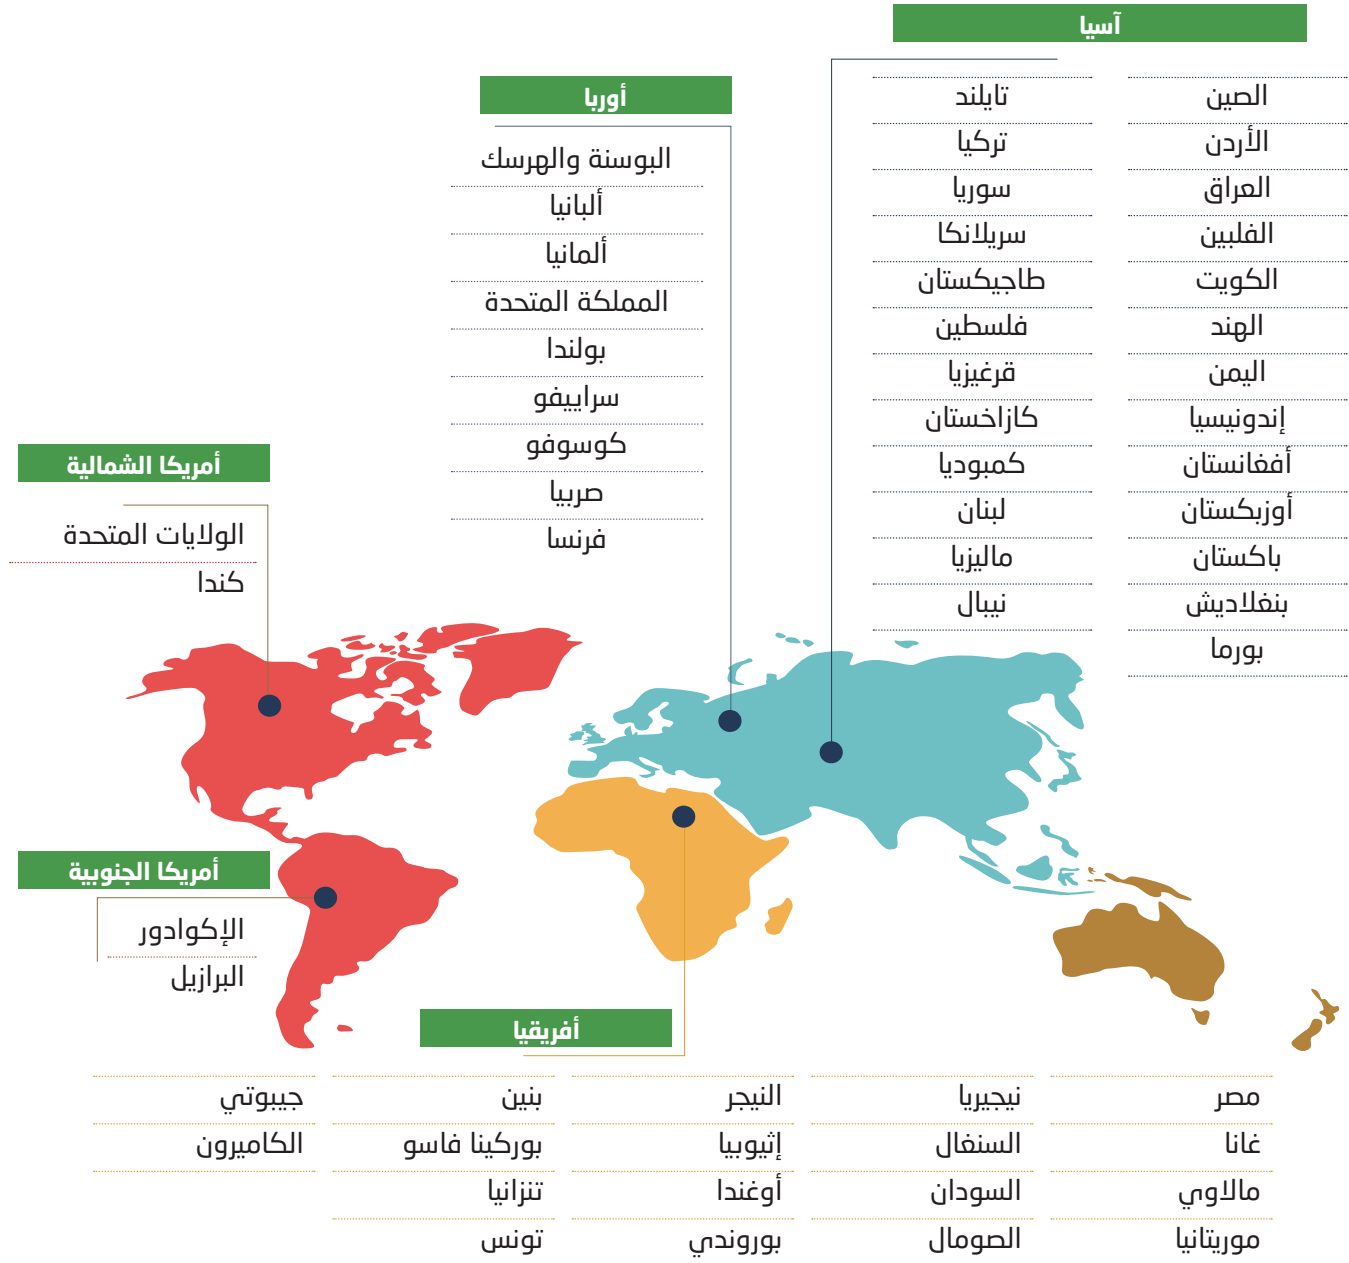 آسيا
الصين
الأردن
العراق
الفلبين
الكويت
الهند
اليمن
إندونيسيا
أفغانستان
أوزبكستان
باكستان
بنغلاديش
بورما
تايلند
تركيا
سوريا
سريلانكا
طاجيكستان
فلسطين
قرغيزيا
كازاخستان
كمبوديا
لبنان
ماليزيا
نيبال
أوربا
البوسنة والهرسك
ألبانيا
ألمانيا
المملكة المتحدة
بولندا
سراييفو
كوسوفو
صربيا
فرنسا
أمريكا الشمالية
الولايات المتحدة
كندا
أمريكا الجنوبية
الإكوادور
البرازيل
أفريقيا
مصر
غانا
مالاوي
موريتانيا
نيجيريا
السنغال
السودان
الصومال
النيجر
إثيوبيا
أوغندا
بوروندي
بنين
بوركينا فاسو
تنزانيا
تونس
جيبوتي
الكاميرون